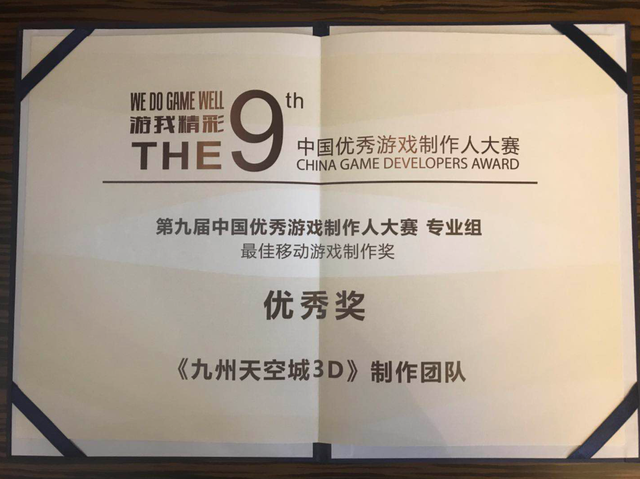 WE DO GAME WELL
游我精彩
THE 9th
中国优秀游戏制作人大赛
CHINA GAME DEVELOPERS AWARD
第九届中国优秀游戏制作人大赛 专业组
最佳移动游戏制作奖
优秀奖
《九州天空城3D》制作团队